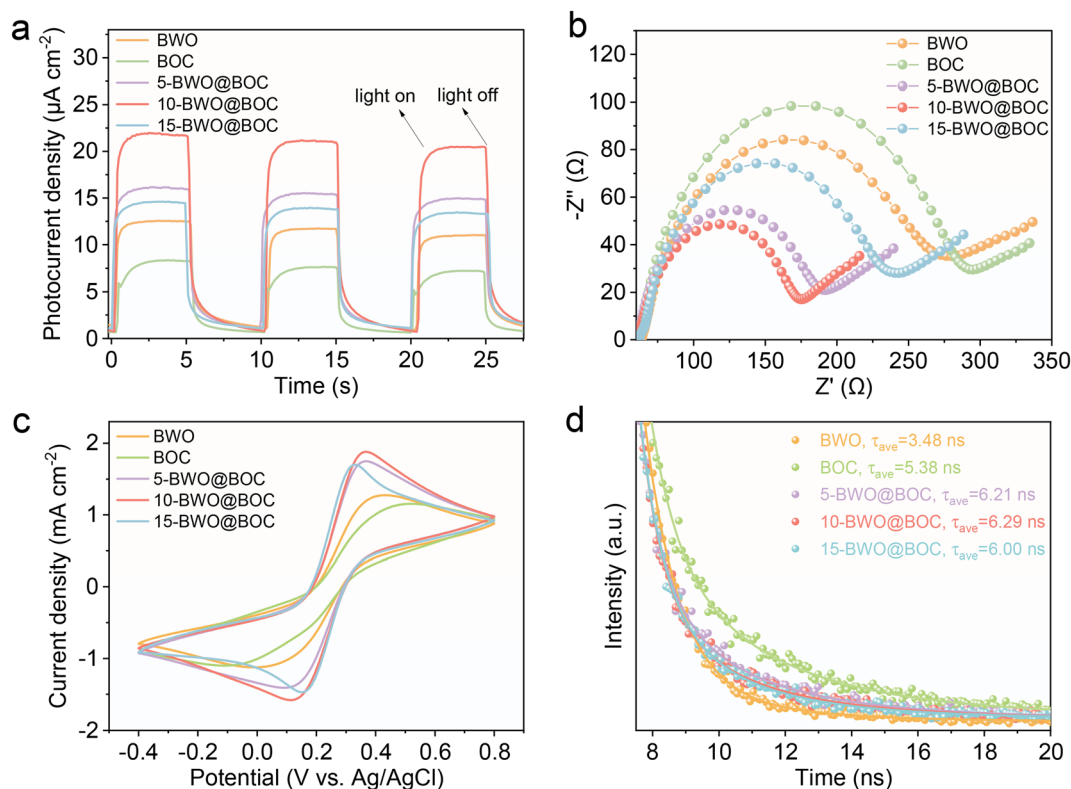 a
BWO
BOC
5-BWO@BOC
10-BWO@BOC
15-BWO@BOC
light on
light off
30
25
20
15
10
5
0
Photocurrent density (µA cm⁻²)
0 5 10 15 20 25
Time (s)
b
BWO
BOC
5-BWO@BOC
10-BWO@BOC
15-BWO@BOC
120
100
80
60
40
20
0
-Z'' (Ω)
100 150 200 250 300 350
Z' (Ω)
c
BWO
BOC
5-BWO@BOC
10-BWO@BOC
15-BWO@BOC
2
1
0
-1
-2
Current density (mA cm⁻²)
-0.4 -0.2 0.0 0.2 0.4 0.6 0.8
Potential (V vs. Ag/AgCl)
d
BWO, τave=3.48 ns
BOC, τave=5.38 ns
5-BWO@BOC, τave=6.21 ns
10-BWO@BOC, τave=6.29 ns
15-BWO@BOC, τave=6.00 ns
Intensity (a.u.)
8 10 12 14 16 18 20
Time (ns)